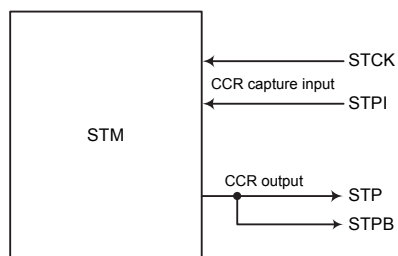 STCK
CCR capture input
STPI
STM
CCR output
STP
STPB